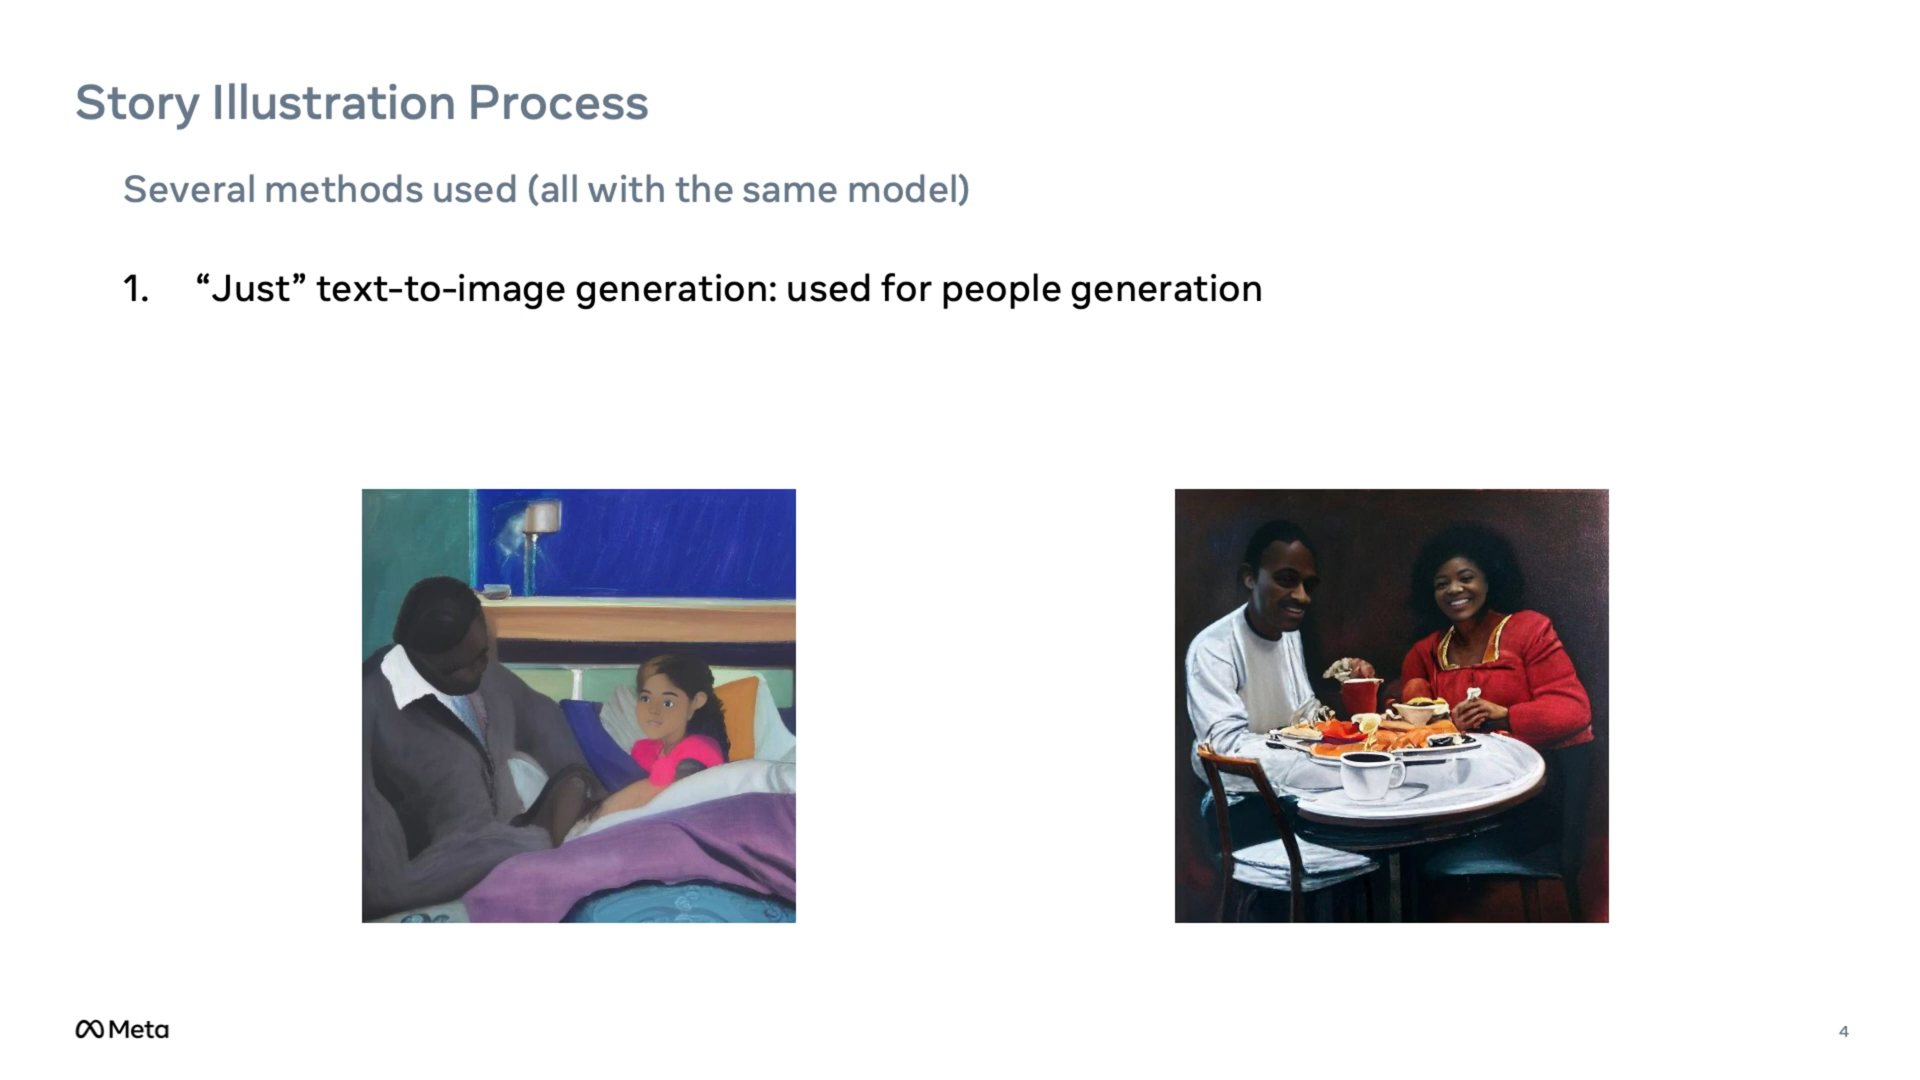 Story Illustration Process
Several methods used (all with the same model)
1. “Just” text-to-image generation: used for people generation
Meta
4